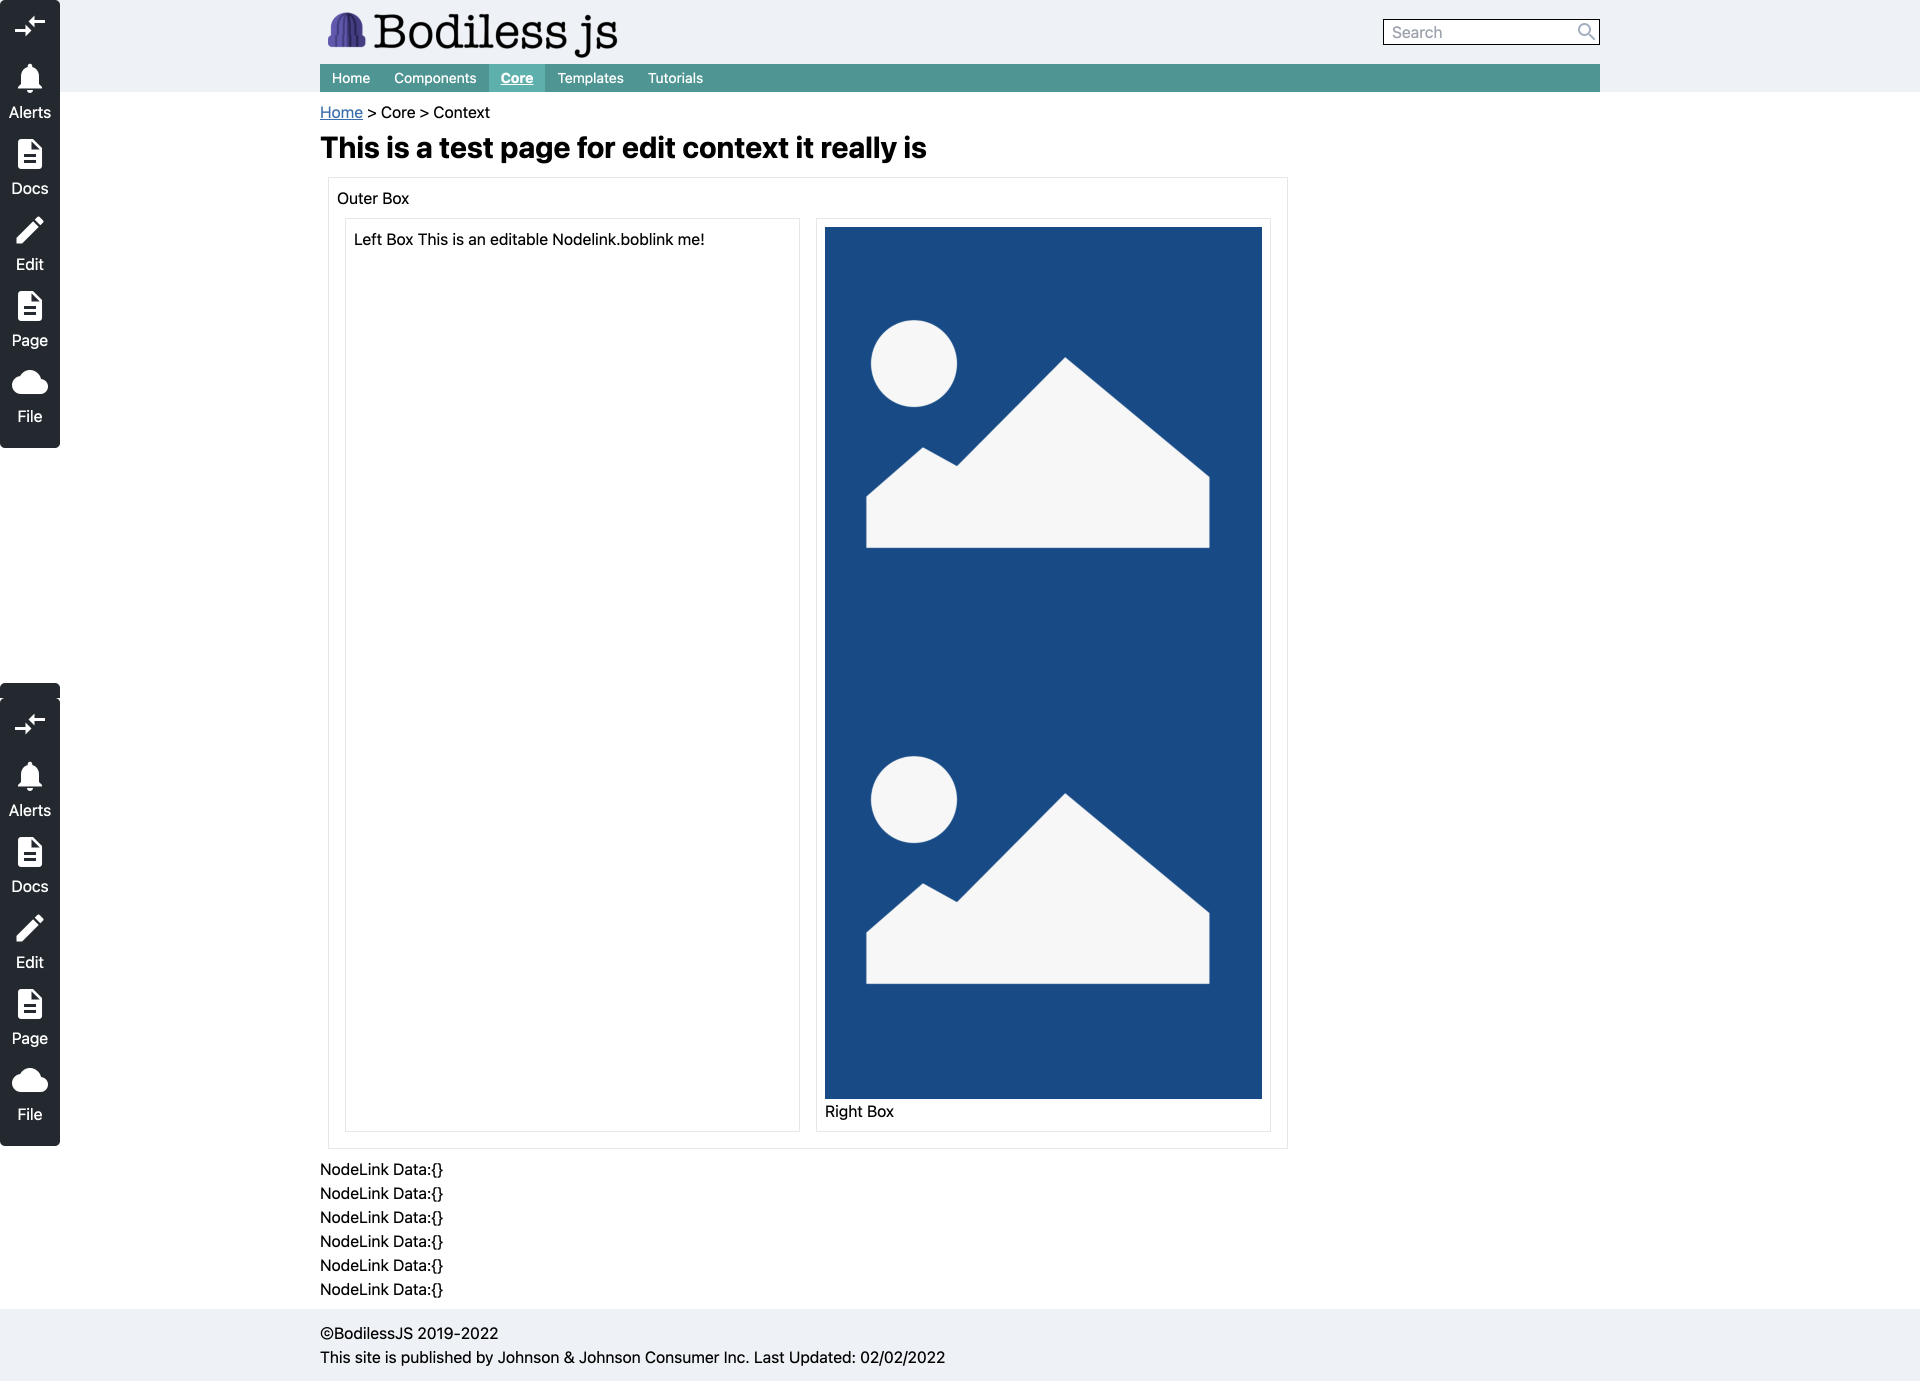 Bodiless js
Search
Home Components Core Templates Tutorials
Home > Core > Context
This is a test page for edit context it really is
Outer Box
Left Box This is an editable Nodelink.boblink me!
Right Box
NodeLink Data:{}
NodeLink Data:{}
NodeLink Data:{}
NodeLink Data:{}
NodeLink Data:{}
NodeLink Data:{}
©BodilessJS 2019-2022
This site is published by Johnson & Johnson Consumer Inc. Last Updated: 02/02/2022
Alerts
Docs
Edit
Page
File
Alerts
Docs
Edit
Page
File